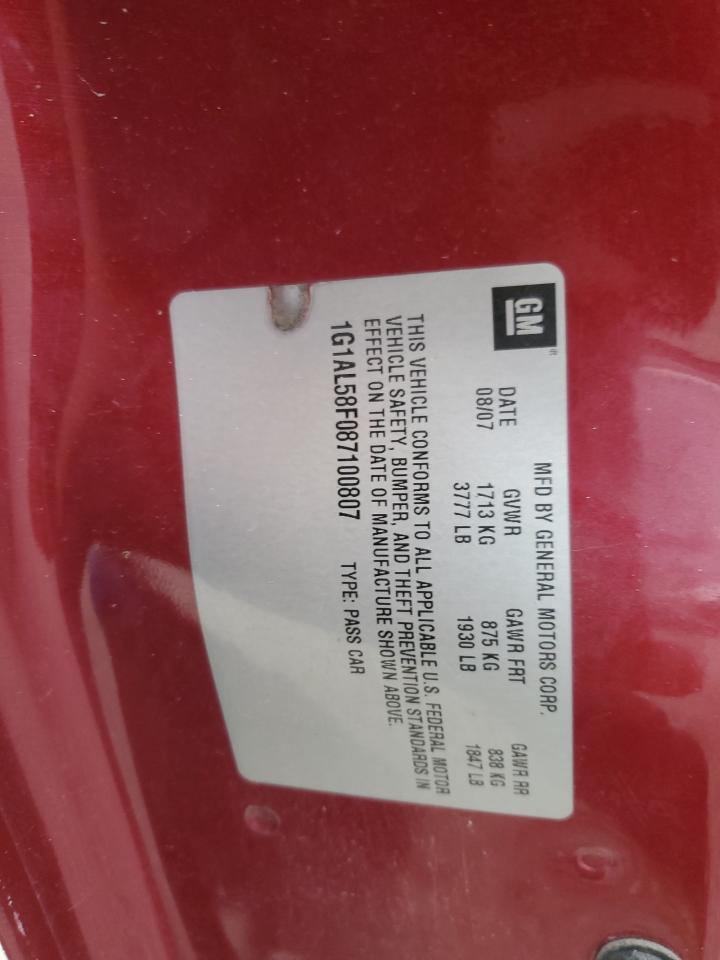 GM
MFD BY GENERAL MOTORS CORP.
DATE GVWR GAWR FRT GAWR RR
08/07 1713 KG 875 KG 838 KG
3777 LB 1930 LB 1847 LB
THIS VEHICLE CONFORMS TO ALL APPLICABLE U.S. FEDERAL MOTOR
VEHICLE SAFETY, BUMPER, AND THEFT PREVENTION STANDARDS IN
EFFECT ON THE DATE OF MANUFACTURE SHOWN ABOVE.
1G1AL58F087100807 TYPE: PASS CAR